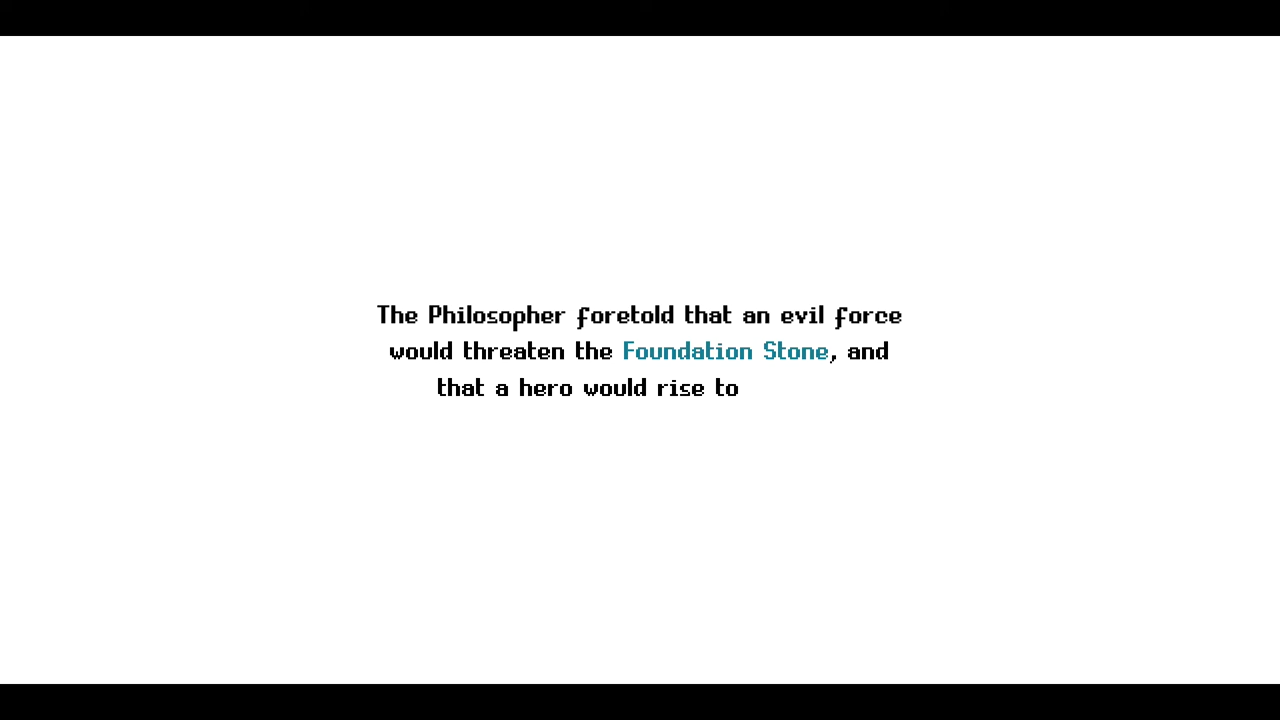 The Philosopher foretold that an evil force
would threaten the Foundation Stone, and
that a hero would rise to